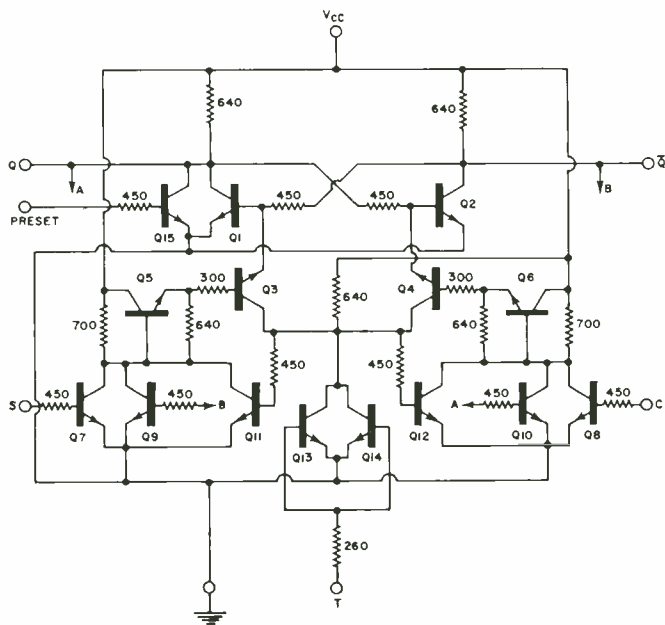 VCC
640 640
Q A B Q̅
PRESET 450 450 450 Q2
Q15 Q1
Q5 300 Q3 640 Q4 300 Q6
700 640 450 450 640 700
S 450 450 B A 450 450 C
Q7 Q9 Q11 Q13 Q14 Q12 Q10 Q8
260
T